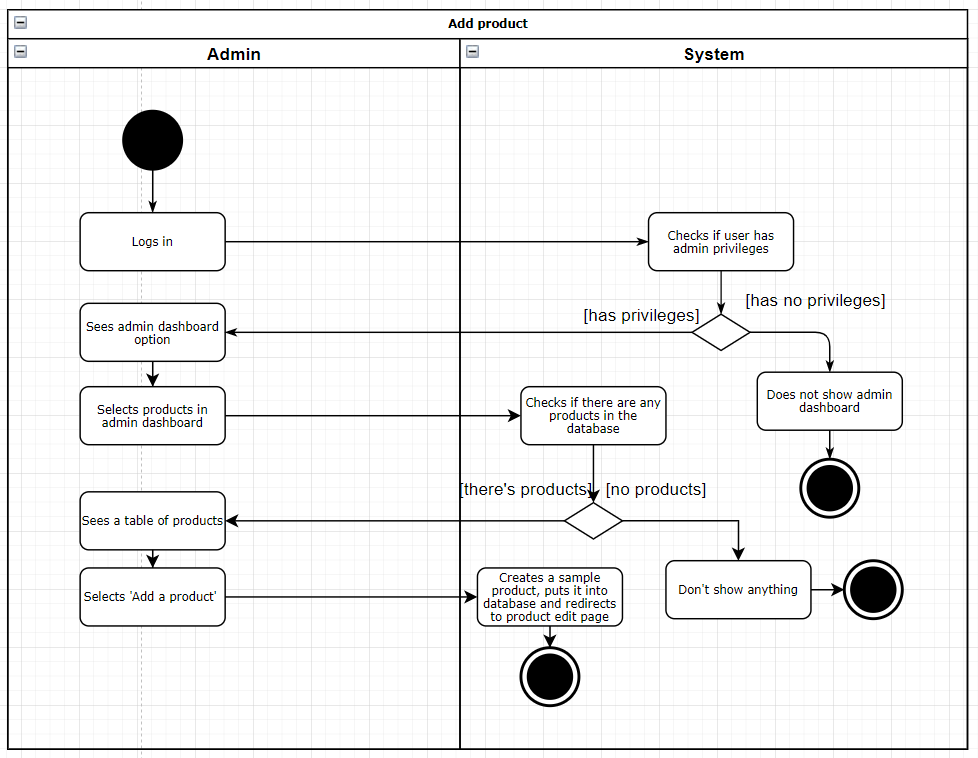 Add product
Admin
System
Logs in
Checks if user has
admin privileges
[has privileges]
[has no privileges]
Sees admin dashboard
option
Does not show admin
dashboard
Selects products in
admin dashboard
Checks if there are any
products in the
database
[there's products]
[no products]
Sees a table of products
Selects 'Add a product'
Creates a sample
product, puts it into
database and redirects
to product edit page
Don't show anything